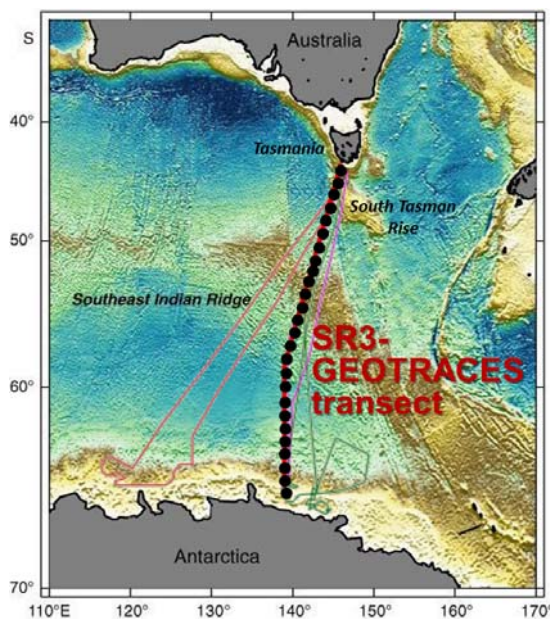 S
Australia
40°
Tasmania
South Tasman
Rise
50°
Southeast Indian Ridge
SR3-
GEOTRACES
transect
60°
Antarctica
70°
110°E 120° 130° 140° 150° 160° 170°